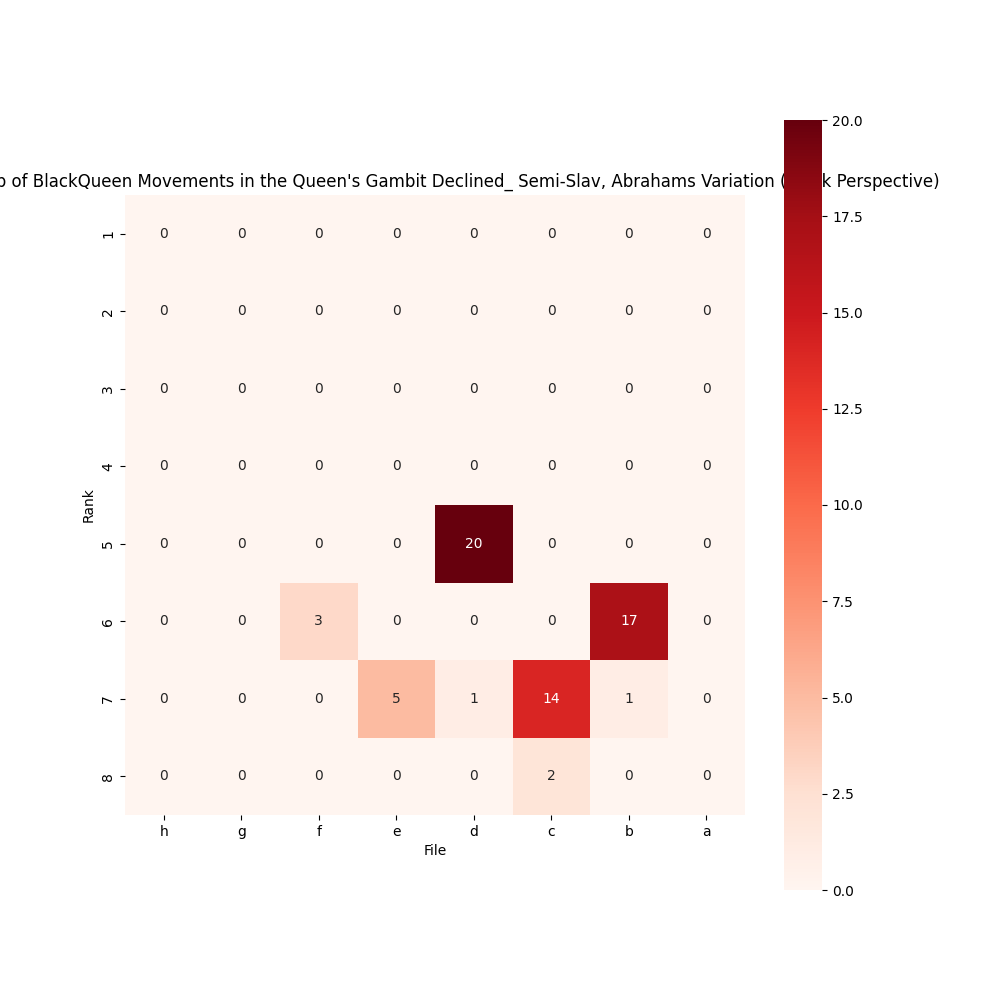 of BlackQueen Movements in the Queen's Gambit Declined_ Semi-Slav, Abrahams Variation ( Perspective)
20.0
17.5
15.0
12.5
10.0
7.5
5.0
2.5
0.0
1 0 0 0 0 0 0 0 0
2 0 0 0 0 0 0 0 0
3 0 0 0 0 0 0 0 0
4 0 0 0 0 0 0 0 0
5 0 0 0 0 20 0 0 0
6 0 0 3 0 0 0 17 0
7 0 0 0 5 1 14 1 0
8 0 0 0 0 0 2 0 0
Rank
h g f e d c b a
File